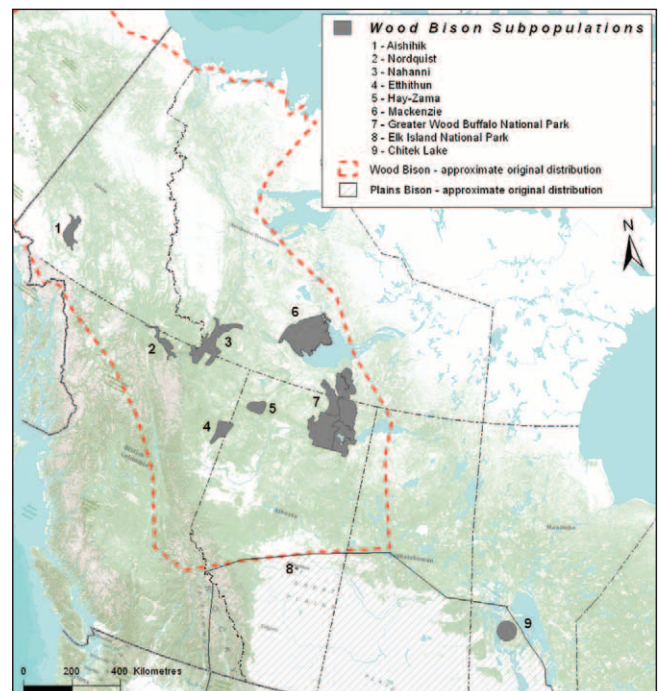 Wood Bison Subpopulations
1 - Aishihik
2 - Nordquist
3 - Nahanni
4 - Etthithun
5 - Hay-Zama
6 - Mackenzie
7 - Greater Wood Buffalo National Park
8 - Elk Island National Park
9 - Chitek Lake
Wood Bison - approximate original distribution
Plains Bison - approximate original distribution
N
1
6
2
3
7
5
4
Alberta
Manitoba
8
9
0 200 400 Kilometres